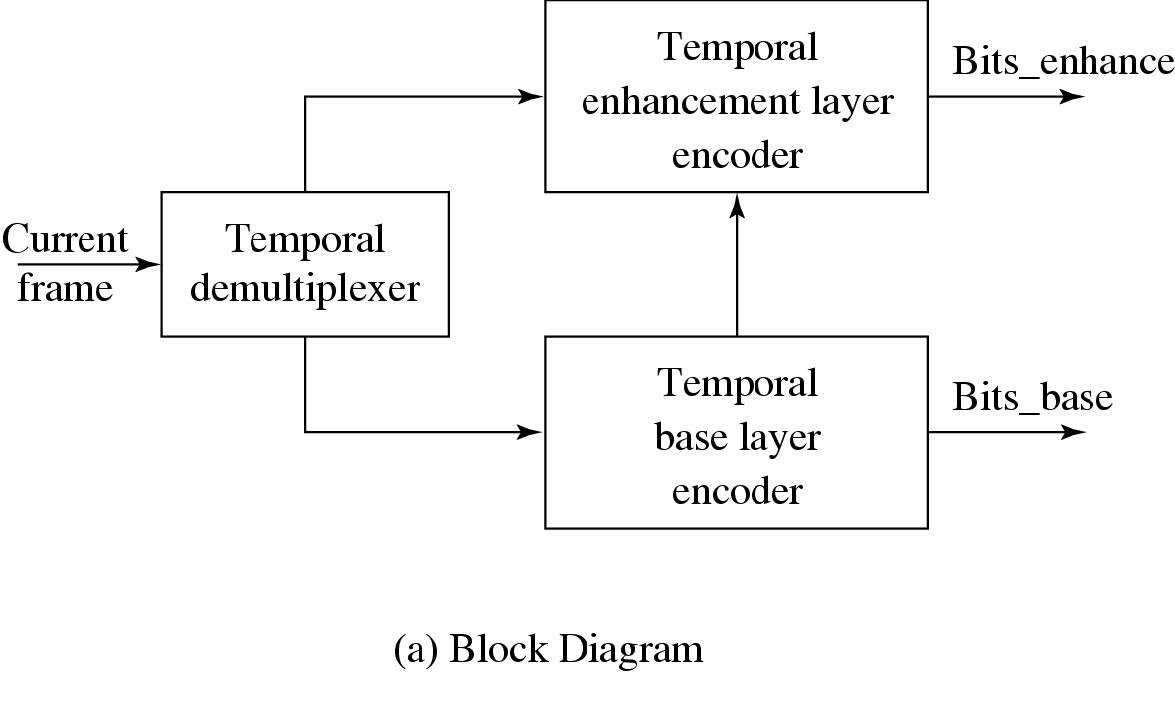 Temporal
enhancement layer
encoder
Bits_enhance
Current
frame
Temporal
demultiplexer
Temporal
base layer
encoder
Bits_base
(a) Block Diagram